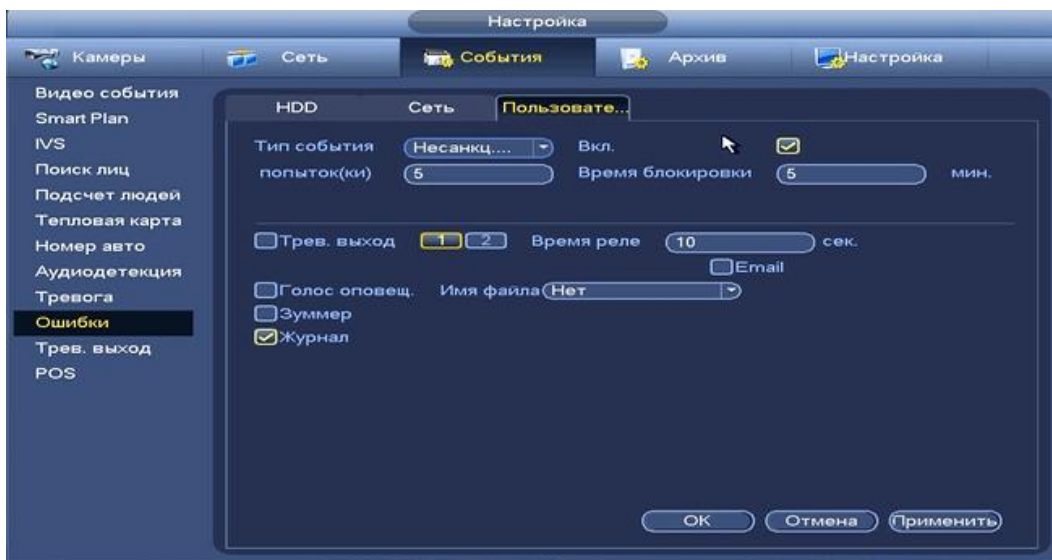 Настройка
Камеры Сеть События Архив Настройка
Видео события
Smart Plan
IVS
Поиск лиц
Подсчет людей
Тепловая карта
Номер авто
Аудиодетекция
Тревога
Ошибки
Трев. выход
POS
HDD Сеть Пользовате...
Тип события Несанкц.... Вкл.
попыток(ки) 5 Время блокировки 5 мин.
Трев. выход 1 2 Время реле 10 сек.
Email
Голос оповещ. Имя файла Нет
Зуммер
Журнал
OK Отмена Применить